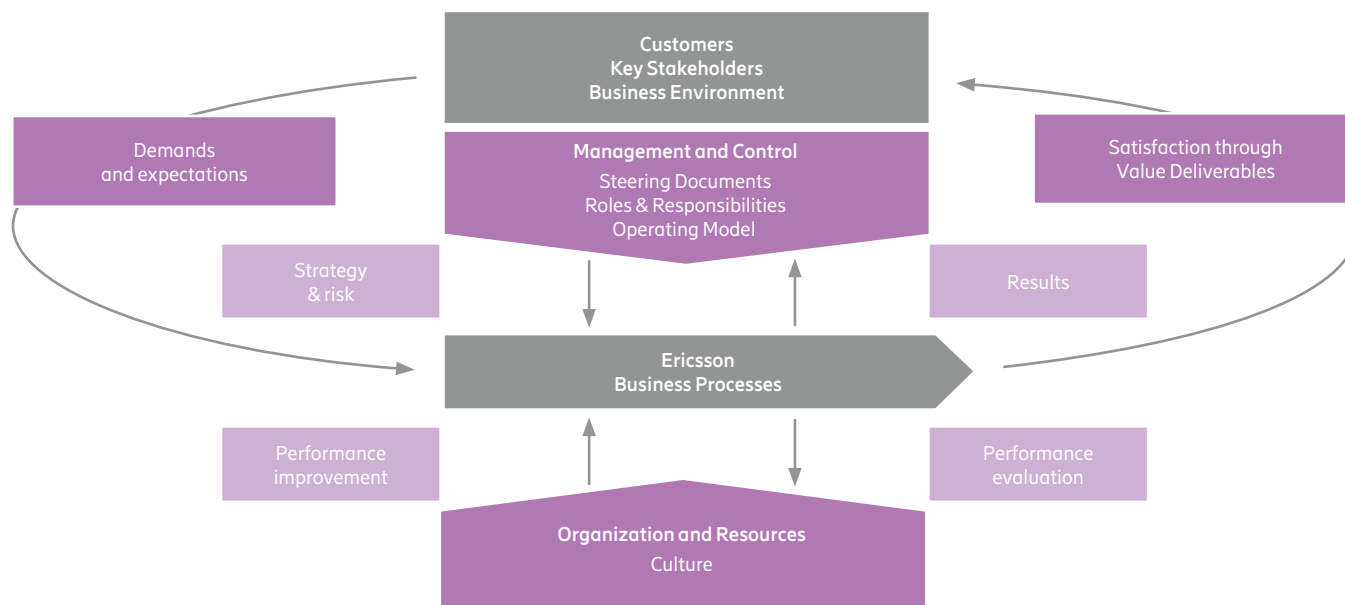 Customers
Key Stakeholders
Business Environment
Demands
and expectations
Management and Control
Steering Documents
Roles & Responsibilities
Operating Model
Satisfaction through
Value Deliverables
Strategy
& risk
Results
Ericsson
Business Processes
Performance
improvement
Performance
evaluation
Organization and Resources
Culture